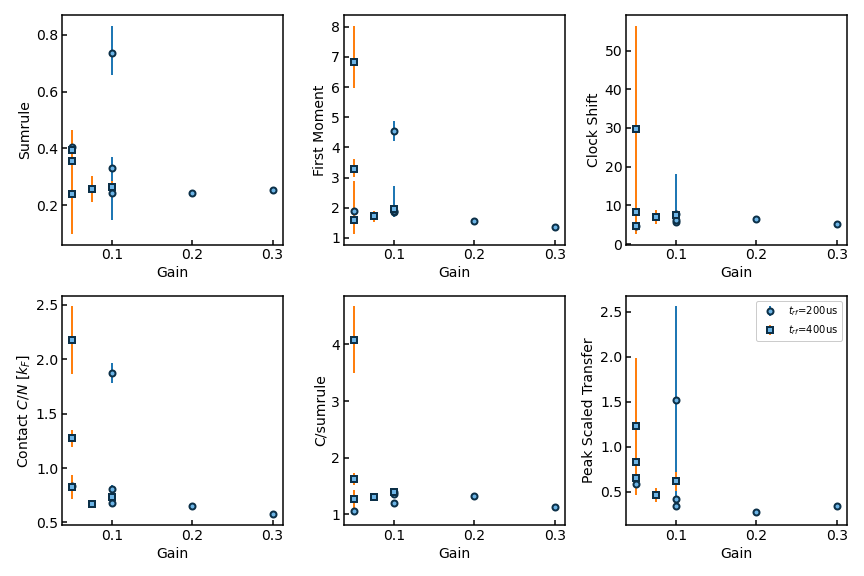 Sumrule
0.8
0.6
0.4
0.2
0.1 0.2 0.3
Gain
First Moment
8
7
6
5
4
3
2
1
0.1 0.2 0.3
Gain
Clock Shift
50
40
30
20
10
0
0.1 0.2 0.3
Gain
Contact C/N [k_F]
2.5
2.0
1.5
1.0
0.5
0.1 0.2 0.3
Gain
C/sumrule
4
3
2
1
0.1 0.2 0.3
Gain
Peak Scaled Transfer
2.5
2.0
1.5
1.0
0.5
0.1 0.2 0.3
Gain
t_rf=200us
t_rf=400us